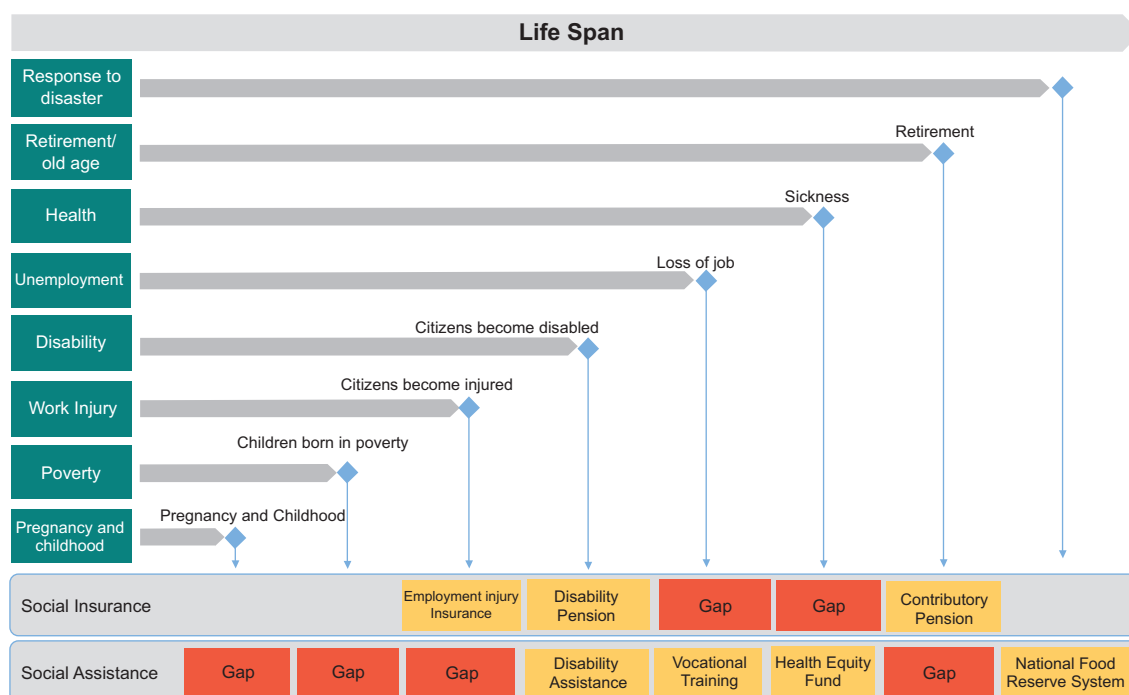 Life Span
Response to
disaster
Retirement/
old age
Retirement
Health
Sickness
Unemployment
Loss of job
Disability
Citizens become disabled
Work Injury
Citizens become injured
Poverty
Children born in poverty
Pregnancy and
childhood
Pregnancy and Childhood
Social Insurance
Employment injury
Insurance
Disability
Pension
Gap
Gap
Contributory
Pension
Social Assistance
Gap
Gap
Gap
Disability
Assistance
Vocational
Training
Health Equity
Fund
Gap
National Food
Reserve System